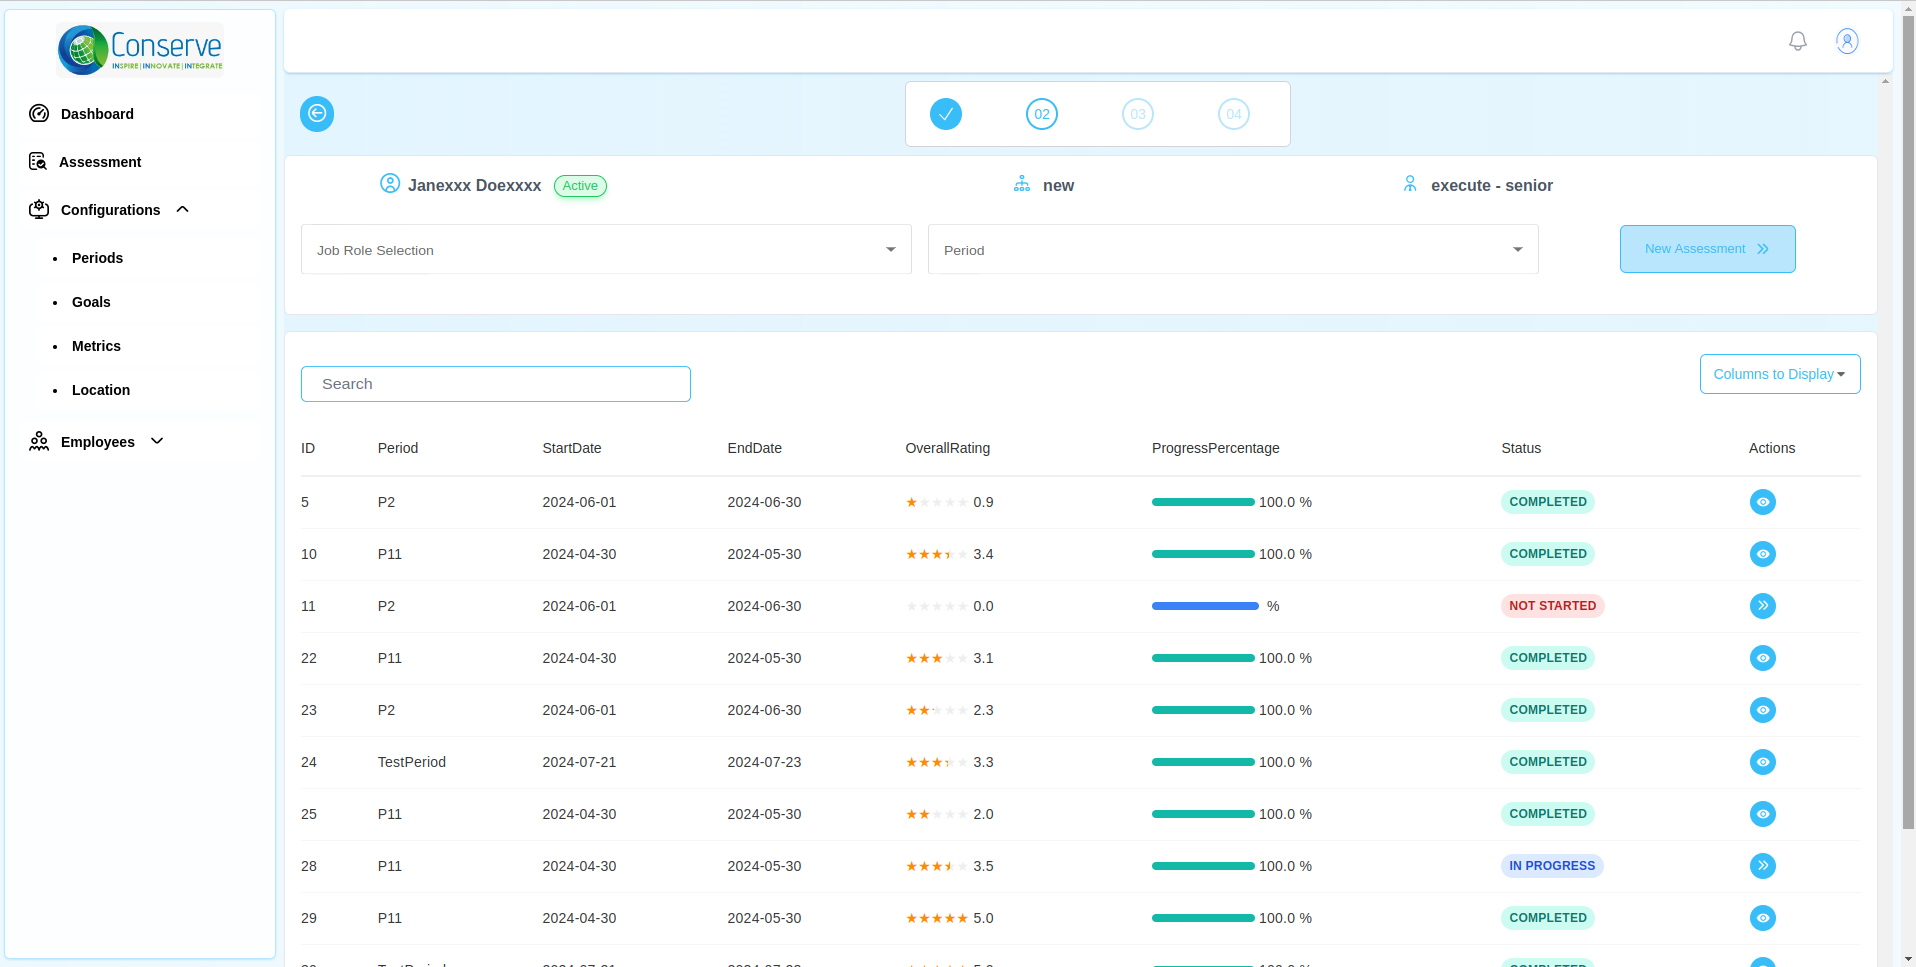 Conserve
INSPIRE | INNOVATE | INTEGRATE
Dashboard
Assessment
Configurations
• Periods
• Goals
• Metrics
• Location
Employees
02 03 04
Janexxx Doexxxx Active new execute - senior
Job Role Selection Period New Assessment
Search Columns to Display
ID Period StartDate EndDate OverallRating ProgressPercentage Status Actions
5 P2 2024-06-01 2024-06-30 0.9 100.0 % COMPLETED
10 P11 2024-04-30 2024-05-30 3.4 100.0 % COMPLETED
11 P2 2024-06-01 2024-06-30 0.0 % NOT STARTED
22 P11 2024-04-30 2024-05-30 3.1 100.0 % COMPLETED
23 P2 2024-06-01 2024-06-30 2.3 100.0 % COMPLETED
24 TestPeriod 2024-07-21 2024-07-23 3.3 100.0 % COMPLETED
25 P11 2024-04-30 2024-05-30 2.0 100.0 % COMPLETED
28 P11 2024-04-30 2024-05-30 3.5 100.0 % IN PROGRESS
29 P11 2024-04-30 2024-05-30 5.0 100.0 % COMPLETED